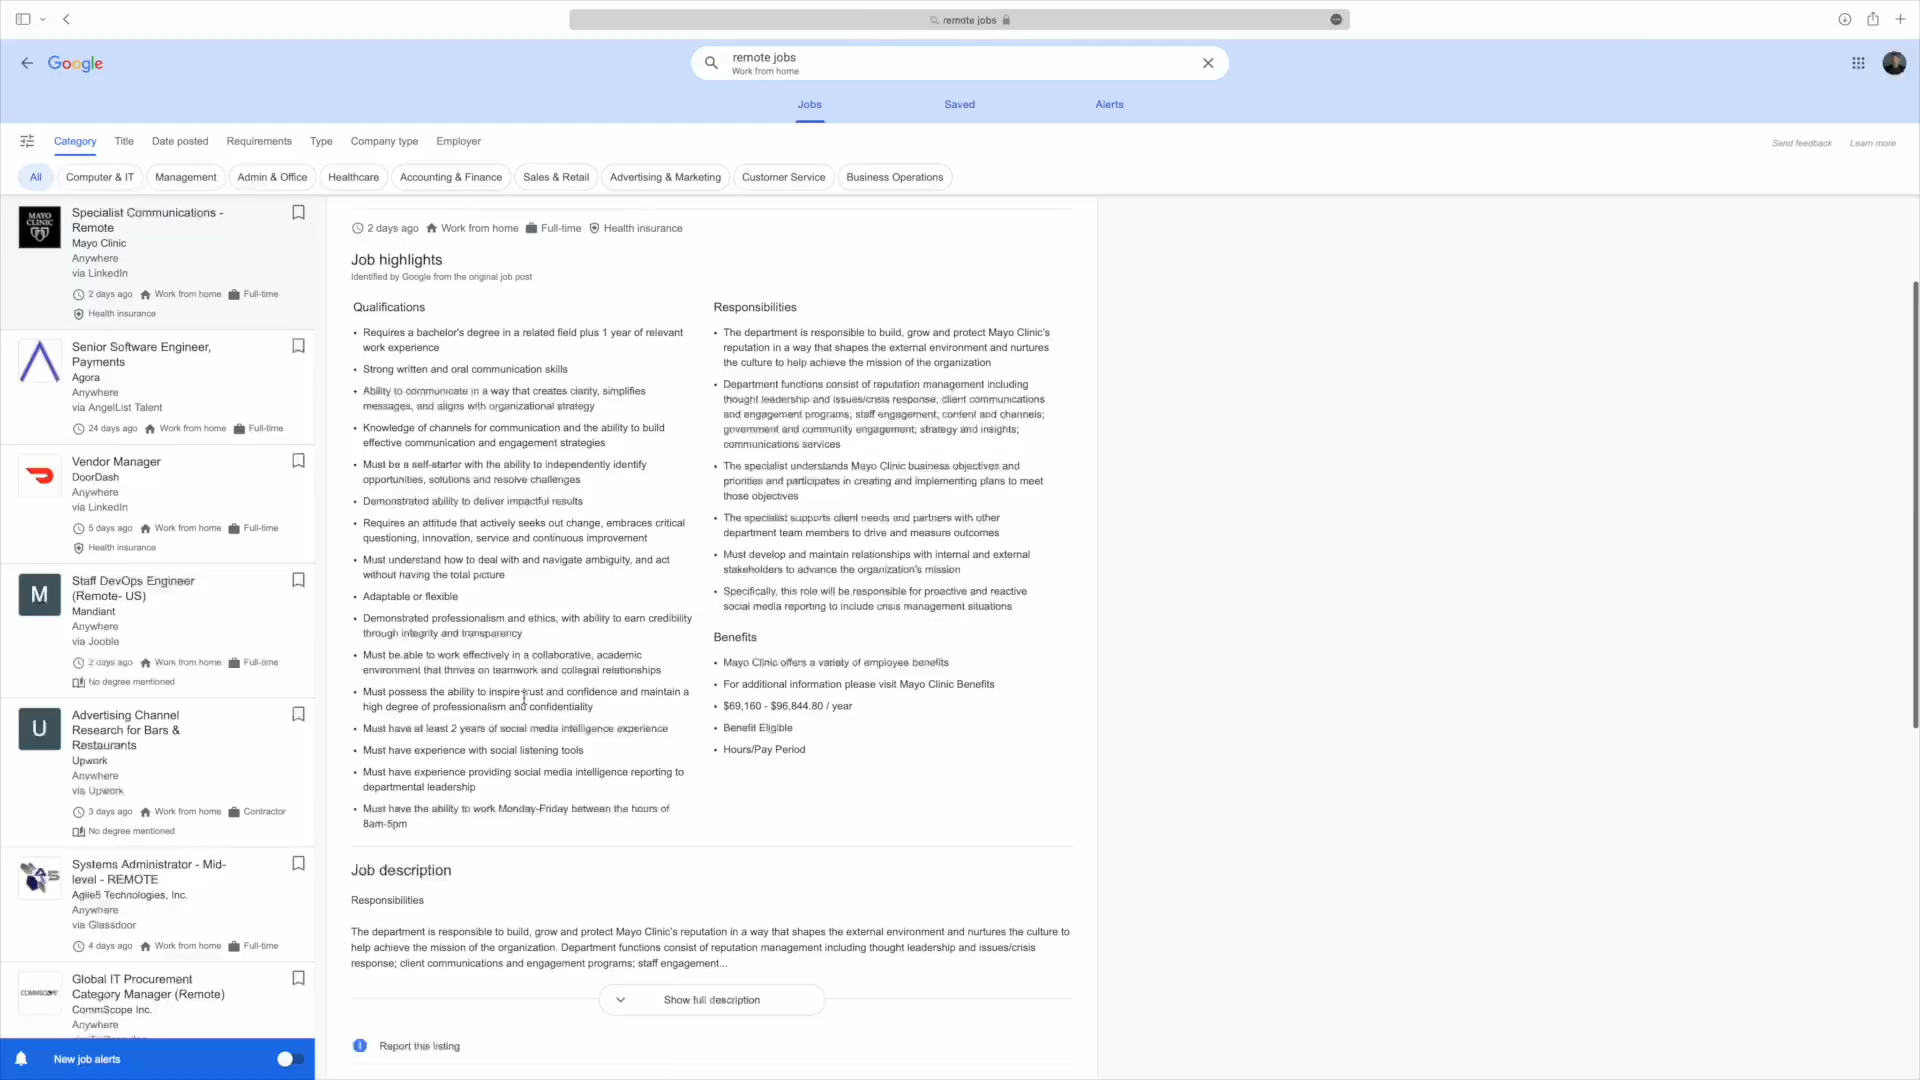 remote jobs
Google
remote jobs
Work from home
Jobs
Saved
Alerts
Category
Title
Date posted
Requirements
Type
Company type
Employer
Send feedback
Learn more
All
Computer & IT
Management
Admin & Office
Healthcare
Accounting & Finance
Sales & Retail
Advertising & Marketing
Customer Service
Business Operations
MAYO
CLINIC
Specialist Communications -
Remote
Mayo Clinic
Anywhere
via LinkedIn
2 days ago Work from home Full-time
Health insurance
Senior Software Engineer,
Payments
Agora
Anywhere
via AngelList Talent
24 days ago Work from home Full-time
Vendor Manager
DoorDash
Anywhere
via LinkedIn
5 days ago Work from home Full-time
Health insurance
M
Staff DevOps Engineer
(Remote- US)
Mandiant
Anywhere
via Jooble
2 days ago Work from home Full-time
No degree mentioned
U
Advertising Channel
Research for Bars &
Restaurants
Upwork
Anywhere
via Upwork
3 days ago Work from home Contractor
No degree mentioned
Systems Administrator - Mid-
level - REMOTE
Agile5 Technologies, Inc.
Anywhere
via Glassdoor
4 days ago Work from home Full-time
COMMSCOPE
Global IT Procurement
Category Manager (Remote)
CommScope Inc.
Anywhere
New job alerts
2 days ago Work from home Full-time Health insurance
Job highlights
Identified by Google from the original job post
Qualifications
• Requires a bachelor's degree in a related field plus 1 year of relevant
work experience
• Strong written and oral communication skills
• Ability to communicate in a way that creates clarity, simplifies
messages, and aligns with organizational strategy
• Knowledge of channels for communication and the ability to build
effective communication and engagement strategies
• Must be a self-starter with the ability to independently identify
opportunities, solutions and resolve challenges
• Demonstrated ability to deliver impactful results
• Requires an attitude that actively seeks out change, embraces critical
questioning, innovation, service and continuous improvement
• Must understand how to deal with and navigate ambiguity, and act
without having the total picture
• Adaptable or flexible
• Demonstrated professionalism and ethics, with ability to earn credibility
through integrity and transparency
• Must be able to work effectively in a collaborative, academic
environment that thrives on teamwork and collegial relationships
• Must possess the ability to inspire trust and confidence and maintain a
high degree of professionalism and confidentiality
• Must have at least 2 years of social media intelligence experience
• Must have experience with social listening tools
• Must have experience providing social media intelligence reporting to
departmental leadership
• Must have the ability to work Monday-Friday between the hours of
8am-5pm
Responsibilities
• The department is responsible to build, grow and protect Mayo Clinic's
reputation in a way that shapes the external environment and nurtures
the culture to help achieve the mission of the organization
• Department functions consist of reputation management including
thought leadership and issues/crisis response; client communications
and engagement programs; staff engagement, content and channels;
government and community engagement; strategy and insights;
communications services
• The specialist understands Mayo Clinic business objectives and
priorities and participates in creating and implementing plans to meet
those objectives
• The specialist supports client needs and partners with other
department team members to drive and measure outcomes
• Must develop and maintain relationships with internal and external
stakeholders to advance the organization's mission
• Specifically, this role will be responsible for proactive and reactive
social media reporting to include crisis management situations
Benefits
• Mayo Clinic offers a variety of employee benefits
• For additional information please visit Mayo Clinic Benefits
• $69,160 - $96,844.80 / year
• Benefit Eligible
• Hours/Pay Period
Job description
Responsibilities
The department is responsible to build, grow and protect Mayo Clinic's reputation in a way that shapes the external environment and nurtures the culture to
help achieve the mission of the organization. Department functions consist of reputation management including thought leadership and issues/crisis
response; client communications and engagement programs; staff engagement...
Show full description
Report this listing